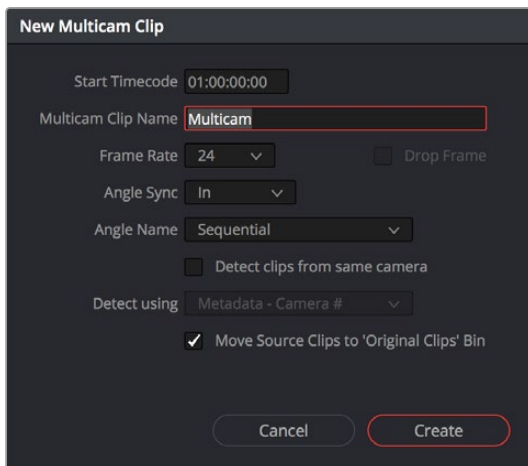 New Multicam Clip
Start Timecode 01:00:00:00
Multicam Clip Name Multicam
Frame Rate 24 Drop Frame
Angle Sync In
Angle Name Sequential
Detect clips from same camera
Detect using Metadata - Camera #
Move Source Clips to 'Original Clips' Bin
Cancel Create